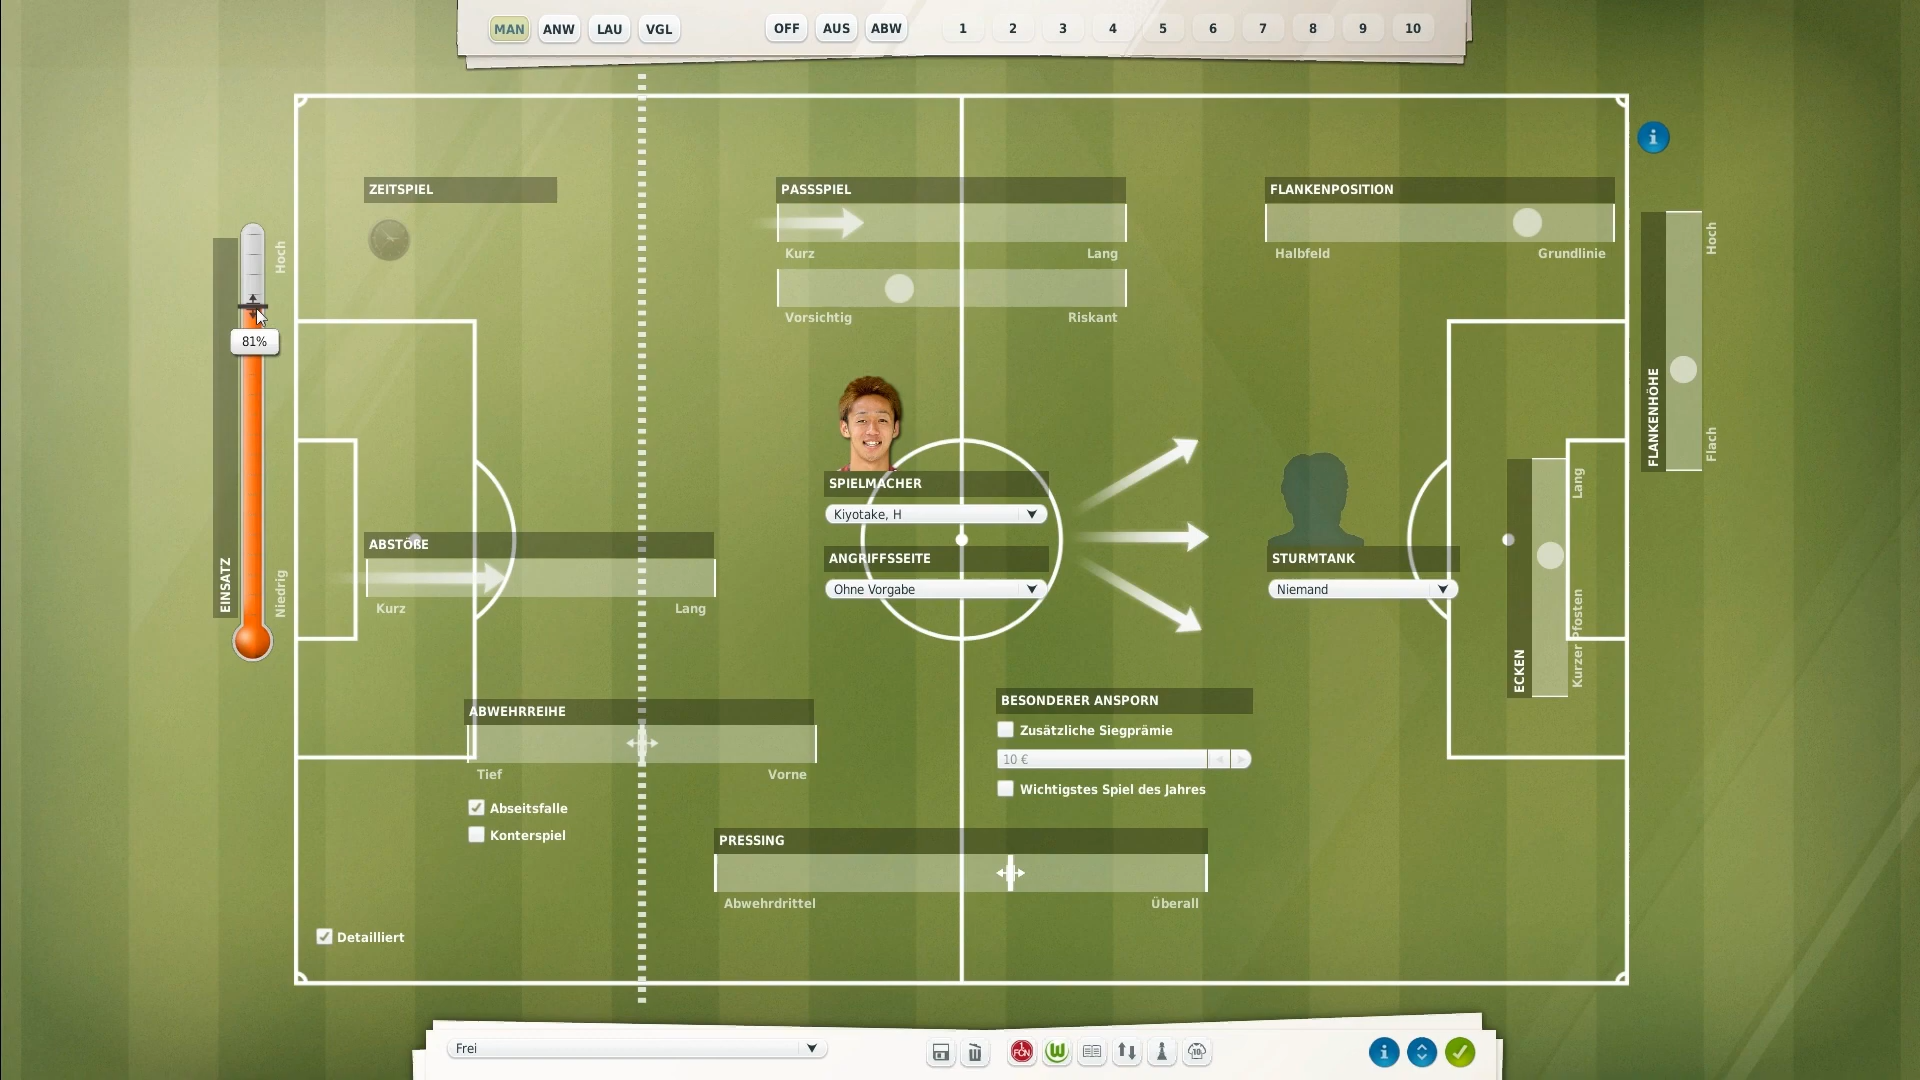 MAN ANW LAU VGL OFF AUS ABW 1 2 3 4 5 6 7 8 9 10
ZEITSPIEL
PASSSPIEL
Kurz Lang
Vorsichtig Riskant
FLANKENPOSITION
Halbfeld Grundlinie
Hoch
FLANKENHÖHE
Flach
Hoch
81%
EINSATZ
Niedrig
SPIELMACHER
Kiyotake, H
ANGRIFFSSEITE
Ohne Vorgabe
STURMTANK
Niemand
Lang
ECKEN
Kurzer Pfosten
ABSTÖßE
Kurz Lang
ABWEHRREIHE
Tief Vorne
Abseitsfalle
Konterspiel
BESONDERER ANSPORN
Zusätzliche Siegprämie
10 €
Wichtigstes Spiel des Jahres
PRESSING
Abwehrdrittel Überall
Detailliert
Frei
FCN
W
10